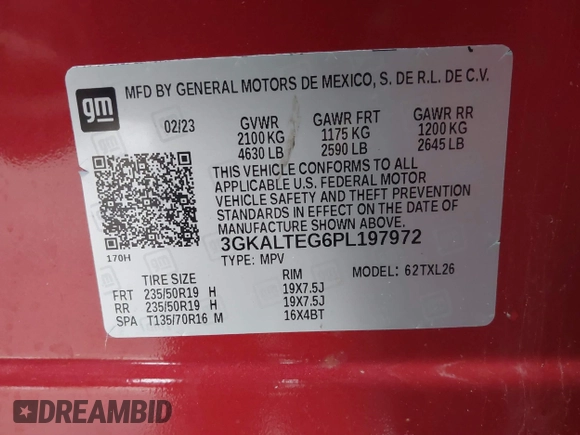 gm
MFD BY GENERAL MOTORS DE MEXICO, S. DE R.L. DE C.V.
02/23 GVWR GAWR FRT GAWR RR
2100 KG 1175 KG 1200 KG
4630 LB 2590 LB 2645 LB
THIS VEHICLE CONFORMS TO ALL
APPLICABLE U.S. FEDERAL MOTOR
VEHICLE SAFETY AND THEFT PREVENTION
STANDARDS IN EFFECT ON THE DATE OF
MANUFACTURE SHOWN ABOVE.
3GKALTEG6PL197972
170H
TYPE: MPV MODEL: 62TXL26
TIRE SIZE RIM
FRT 235/50R19 H 19X7.5J
RR 235/50R19 H 19X7.5J
SPA T135/70R16 M 16X4BT
DREAMBID